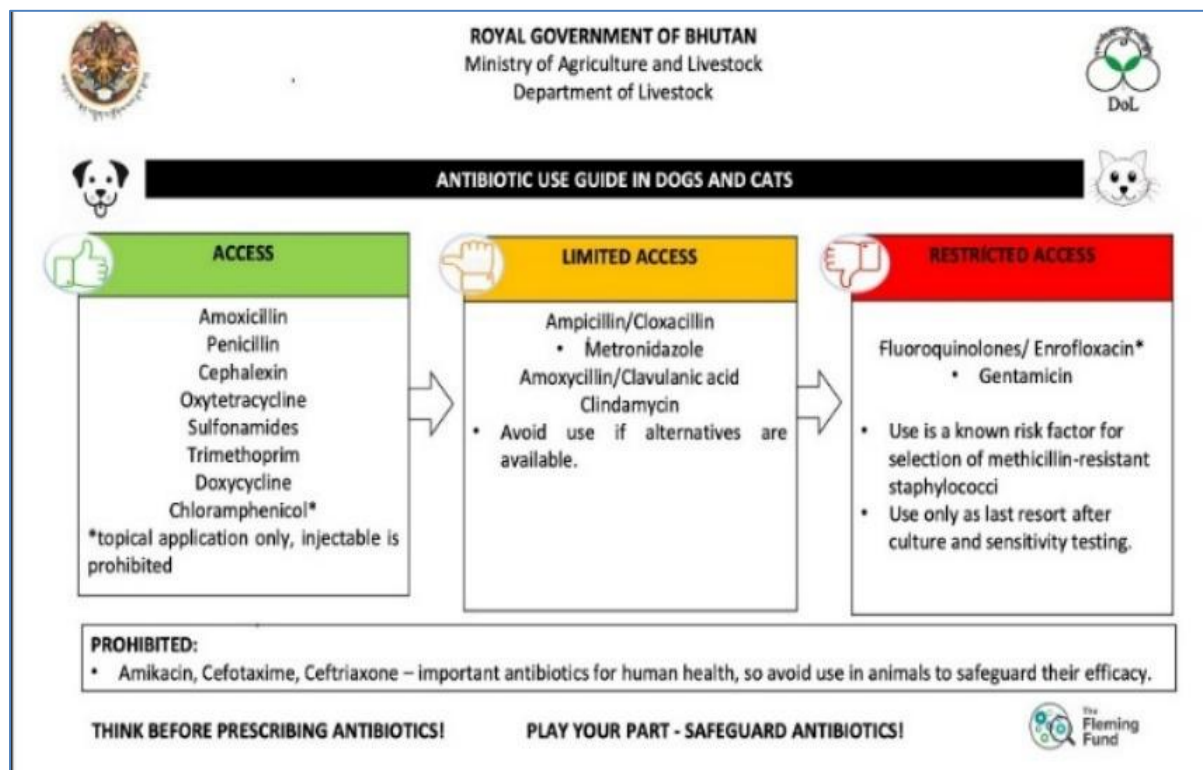 ROYAL GOVERNMENT OF BHUTAN
Ministry of Agriculture and Livestock
Department of Livestock
DoL
ANTIBIOTIC USE GUIDE IN DOGS AND CATS
ACCESS
Amoxicillin
Penicillin
Cephalexin
Oxytetracycline
Sulfonamides
Trimethoprim
Doxycycline
Chloramphenicol*
*topical application only, injectable is
prohibited
LIMITED ACCESS
Ampicillin/Cloxacillin
• Metronidazole
Amoxycillin/Clavulanic acid
Clindamycin
• Avoid use if alternatives are
available.
RESTRICTED ACCESS
Fluoroquinolones/ Enrofloxacin*
• Gentamicin
• Use is a known risk factor for
selection of methicillin-resistant
staphylococci
• Use only as last resort after
culture and sensitivity testing.
PROHIBITED:
• Amikacin, Cefotaxime, Ceftriaxone – important antibiotics for human health, so avoid use in animals to safeguard their efficacy.
THINK BEFORE PRESCRIBING ANTIBIOTICS!
PLAY YOUR PART - SAFEGUARD ANTIBIOTICS!
The
Fleming
Fund